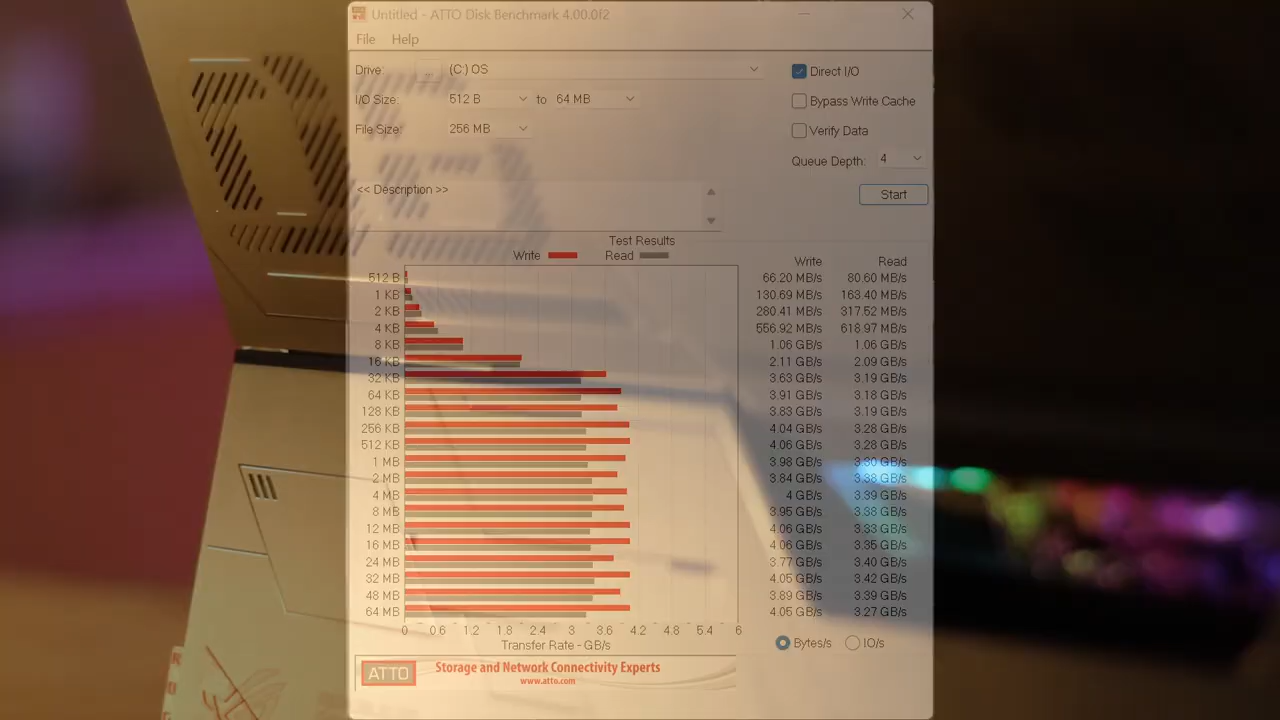 Untitled - ATTO Disk Benchmark 4.00.0f2
File Help
Drive: (C:) OS
Direct I/O
I/O Size: 512 B to 64 MB
Bypass Write Cache
File Size: 256 MB
Verify Data
Queue Depth: 4
<< Description >>
Start
Test Results
Write Read
Write Read
512 B 66.20 MB/s 80.60 MB/s
1 KB 130.69 MB/s 163.40 MB/s
2 KB 280.41 MB/s 317.52 MB/s
4 KB 556.92 MB/s 618.97 MB/s
8 KB 1.06 GB/s 1.06 GB/s
16 KB 2.11 GB/s 2.09 GB/s
32 KB 3.63 GB/s 3.19 GB/s
64 KB 3.91 GB/s 3.18 GB/s
128 KB 3.83 GB/s 3.19 GB/s
256 KB 4.04 GB/s 3.28 GB/s
512 KB 4.06 GB/s 3.28 GB/s
1 MB 3.98 GB/s 3.30 GB/s
2 MB 3.84 GB/s 3.38 GB/s
4 MB 4 GB/s 3.39 GB/s
8 MB 3.95 GB/s 3.38 GB/s
12 MB 4.06 GB/s 3.33 GB/s
16 MB 4.06 GB/s 3.35 GB/s
24 MB 3.77 GB/s 3.40 GB/s
32 MB 4.05 GB/s 3.42 GB/s
48 MB 3.89 GB/s 3.39 GB/s
64 MB 4.05 GB/s 3.27 GB/s
0 0.6 1.2 1.8 2.4 3 3.6 4.2 4.8 5.4 6
Transfer Rate - GB/s
Bytes/s IO/s
ATTO Storage and Network Connectivity Experts
www.atto.com